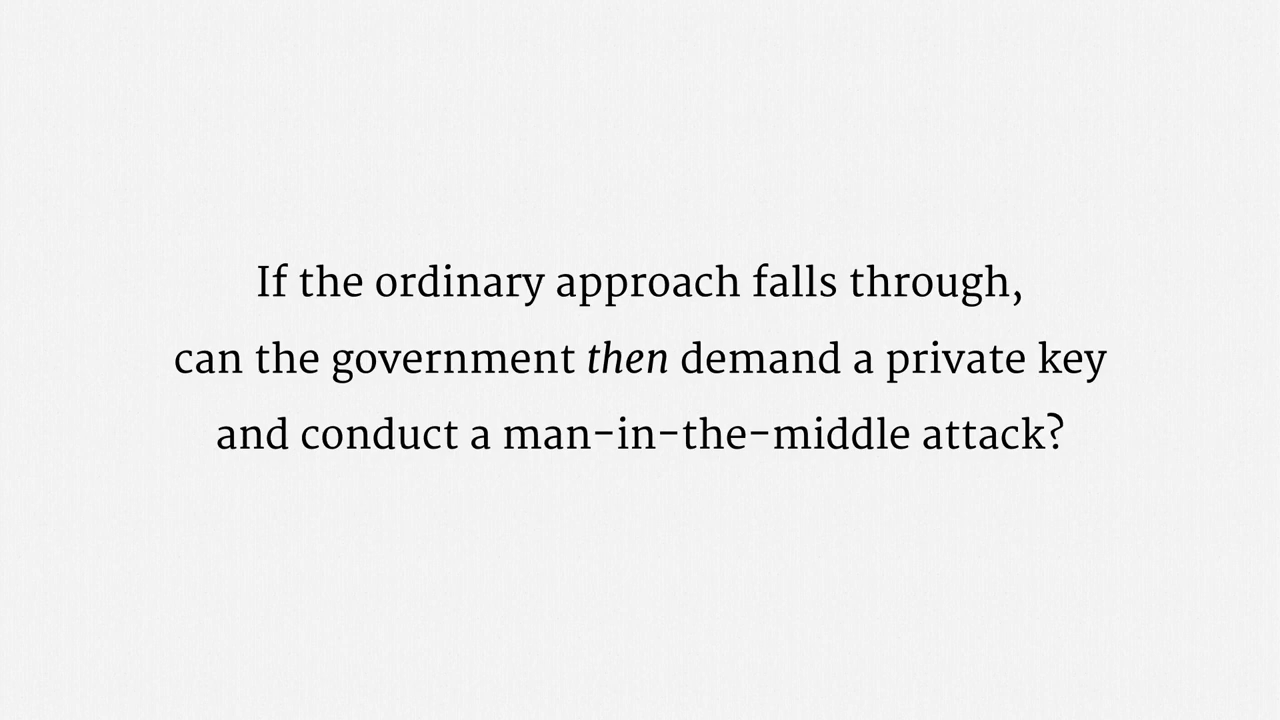 If the ordinary approach falls through,
can the government then demand a private key
and conduct a man-in-the-middle attack?